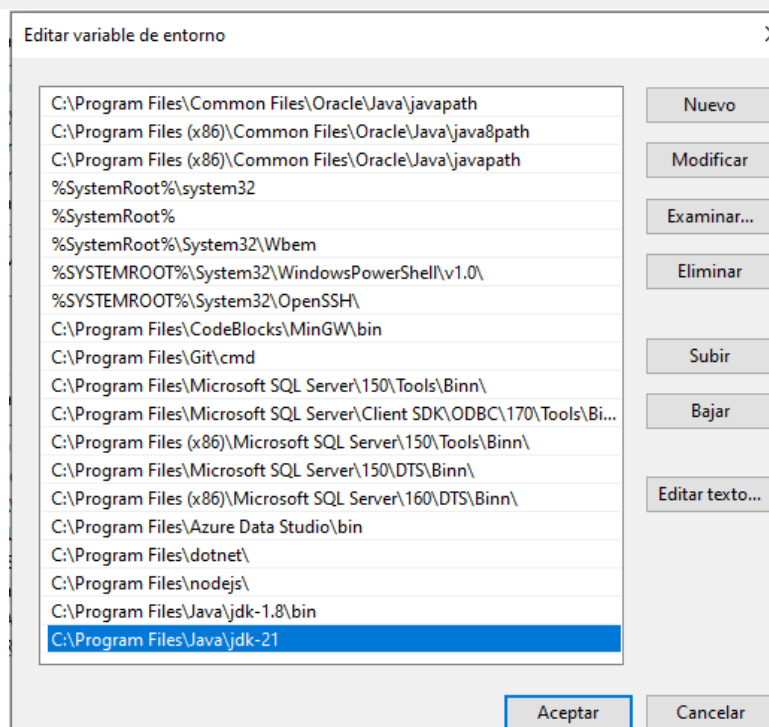 Editar variable de entorno
C:\Program Files\Common Files\Oracle\Java\javapath
C:\Program Files (x86)\Common Files\Oracle\Java\java8path
C:\Program Files (x86)\Common Files\Oracle\Java\javapath
%SystemRoot%\system32
%SystemRoot%
%SystemRoot%\System32\Wbem
%SYSTEMROOT%\System32\WindowsPowerShell\v1.0\
%SYSTEMROOT%\System32\OpenSSH\
C:\Program Files\CodeBlocks\MinGW\bin
C:\Program Files\Git\cmd
C:\Program Files\Microsoft SQL Server\150\Tools\Binn\
C:\Program Files\Microsoft SQL Server\Client SDK\ODBC\170\Tools\Bi...
C:\Program Files (x86)\Microsoft SQL Server\150\Tools\Binn\
C:\Program Files\Microsoft SQL Server\150\DTS\Binn\
C:\Program Files (x86)\Microsoft SQL Server\160\DTS\Binn\
C:\Program Files\Azure Data Studio\bin
C:\Program Files\dotnet\
C:\Program Files\nodejs\
C:\Program Files\Java\jdk-1.8\bin
C:\Program Files\Java\jdk-21
Nuevo
Modificar
Examinar...
Eliminar
Subir
Bajar
Editar texto...
Aceptar
Cancelar